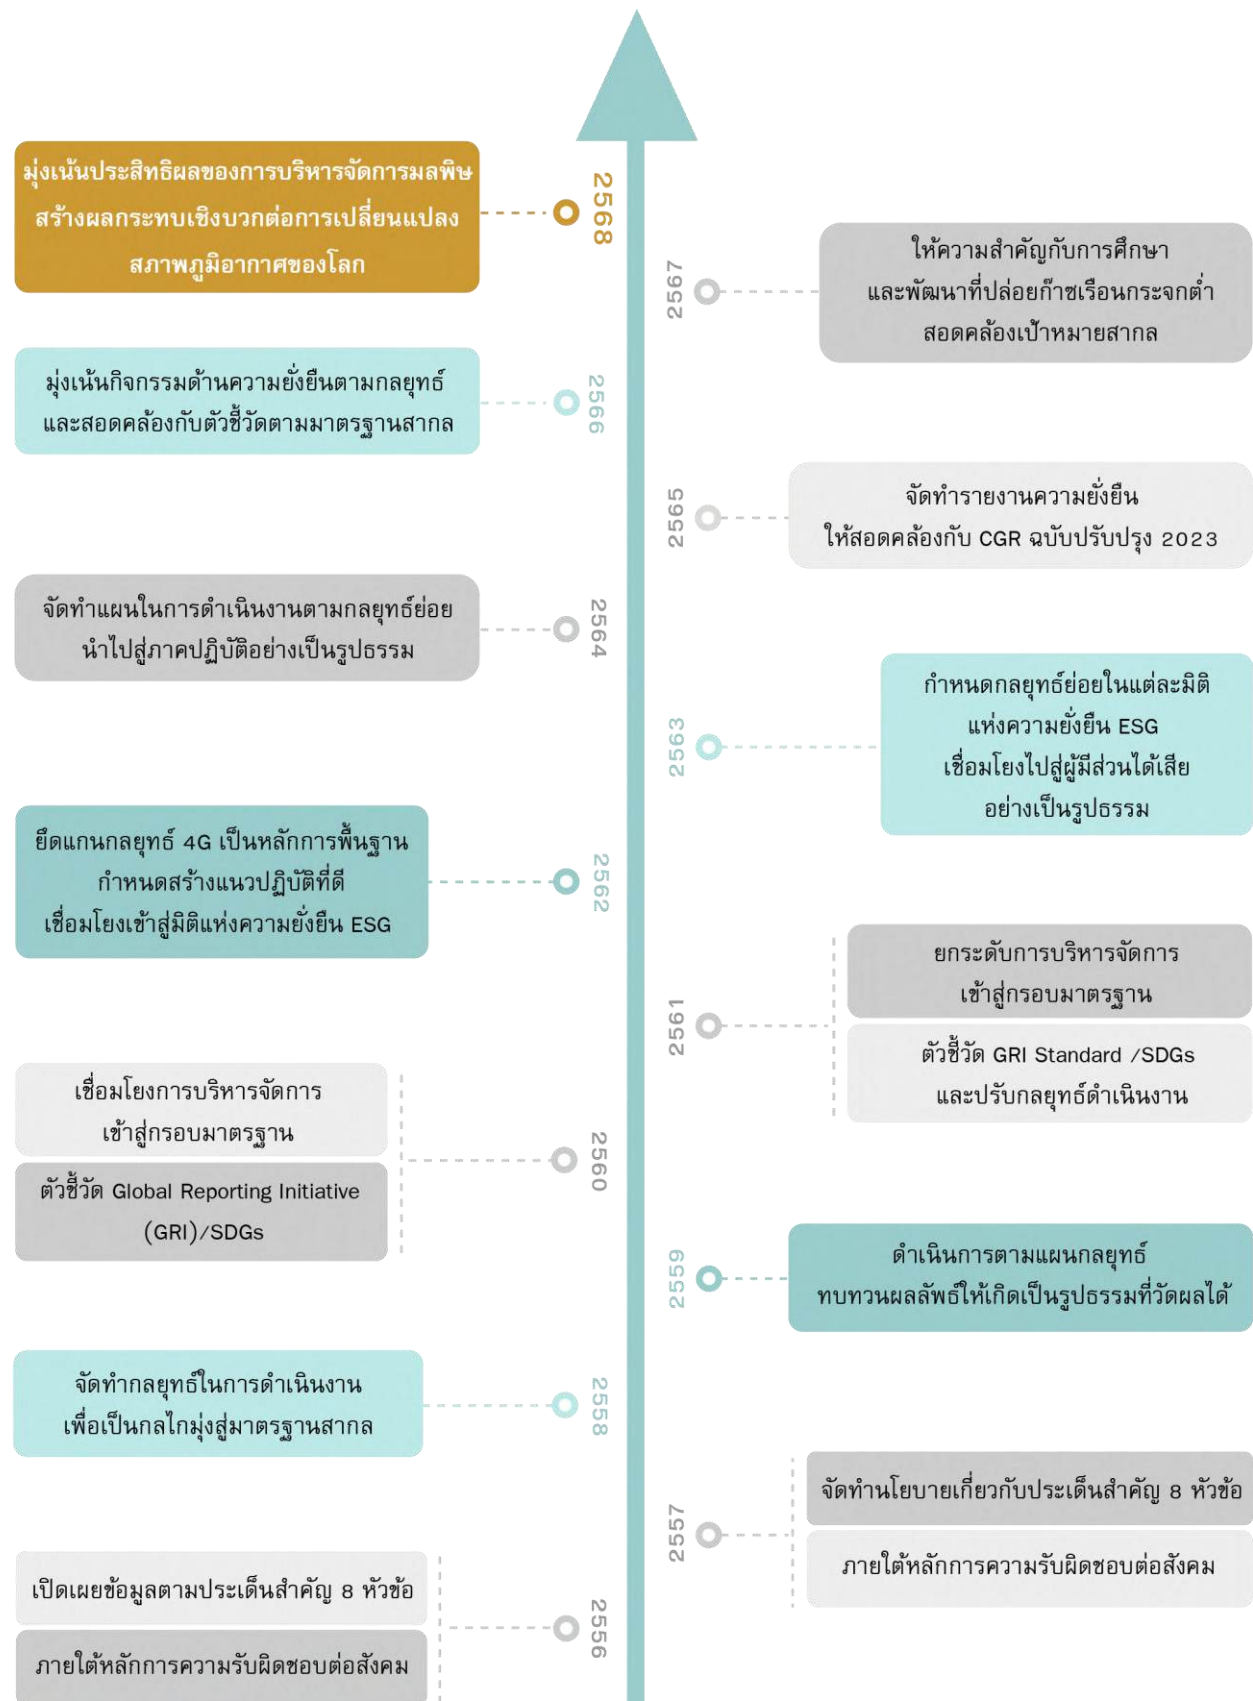 2568
มุ่งเน้นประสิทธิผลของการบริหารจัดการมลพิษ
สร้างผลกระทบเชิงบวกต่อการเปลี่ยนแปลง
สภาพภูมิอากาศของโลก
2567
ให้ความสำคัญกับการศึกษา
และพัฒนาที่ปล่อยก๊าซเรือนกระจกต่ำ
สอดคล้องเป้าหมายสากล
2566
มุ่งเน้นกิจกรรมด้านความยั่งยืนตามกลยุทธ์
และสอดคล้องกับตัวชี้วัดตามมาตรฐานสากล
2565
จัดทำรายงานความยั่งยืน
ให้สอดคล้องกับ CGR ฉบับปรับปรุง 2023
2564
จัดทำแผนในการดำเนินงานตามกลยุทธ์ย่อย
นำไปสู่ภาคปฏิบัติอย่างเป็นรูปธรรม
2563
กำหนดกลยุทธ์ย่อยในแต่ละมิติ
แห่งความยั่งยืน ESG
เชื่อมโยงไปสู่ผู้มีส่วนได้เสีย
อย่างเป็นรูปธรรม
2562
ยึดแกนกลยุทธ์ 4G เป็นหลักการพื้นฐาน
กำหนดสร้างแนวปฏิบัติที่ดี
เชื่อมโยงเข้าสู่มิติแห่งความยั่งยืน ESG
2561
ยกระดับการบริหารจัดการ
เข้าสู่กรอบมาตรฐาน
ตัวชี้วัด GRI Standard /SDGs
และปรับกลยุทธ์ดำเนินงาน
2560
เชื่อมโยงการบริหารจัดการ
เข้าสู่กรอบมาตรฐาน
ตัวชี้วัด Global Reporting Initiative
(GRI)/SDGs
2559
ดำเนินการตามแผนกลยุทธ์
ทบทวนผลลัพธ์ให้เกิดเป็นรูปธรรมที่วัดผลได้
2558
จัดทำกลยุทธ์ในการดำเนินงาน
เพื่อเป็นกลไกมุ่งสู่มาตรฐานสากล
2557
จัดทำนโยบายเกี่ยวกับประเด็นสำคัญ 8 หัวข้อ
ภายใต้หลักการความรับผิดชอบต่อสังคม
2556
เปิดเผยข้อมูลตามประเด็นสำคัญ 8 หัวข้อ
ภายใต้หลักการความรับผิดชอบต่อสังคม